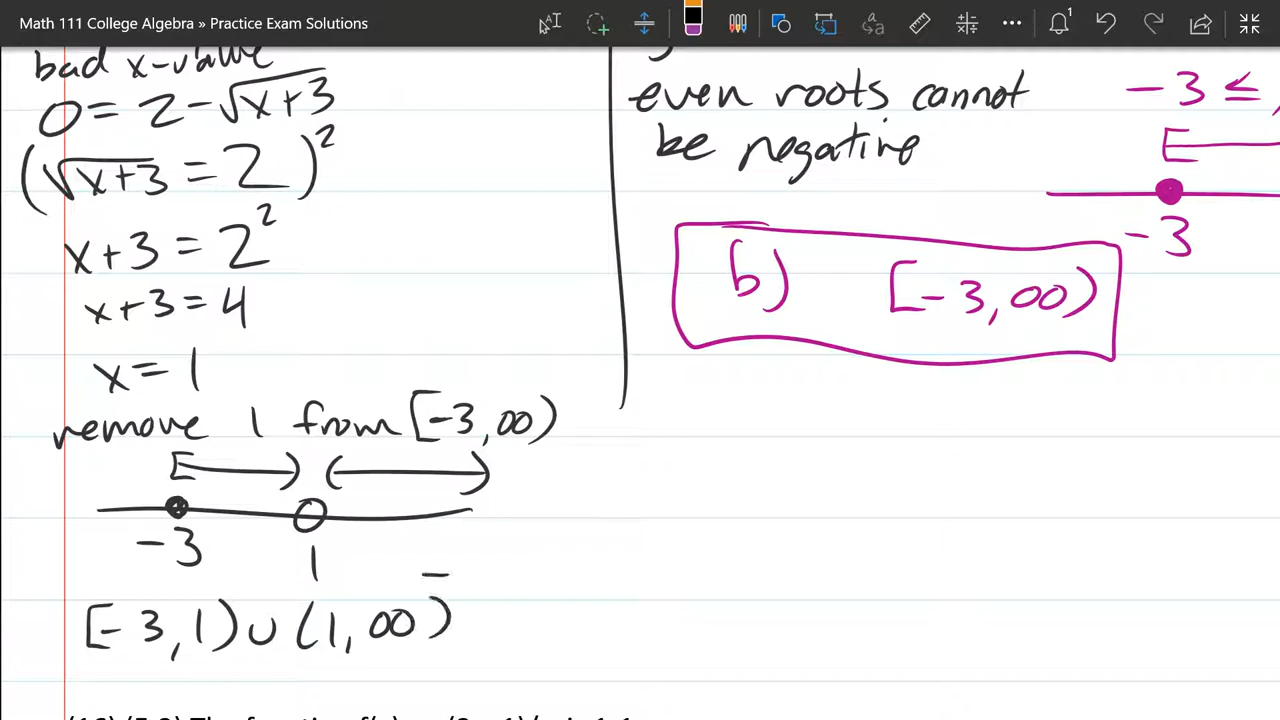 Math 111 College Algebra » Practice Exam Solutions
bad x-value
0 = 2 - √x+3
(√x+3 = 2)²
x+3 = 2²
x+3 = 4
x = 1
remove 1 from [-3, ∞)
-3
1
[-3, 1) ∪ (1, ∞)
even roots cannot
be negative
-3 ≤
-3
b) [-3, ∞)